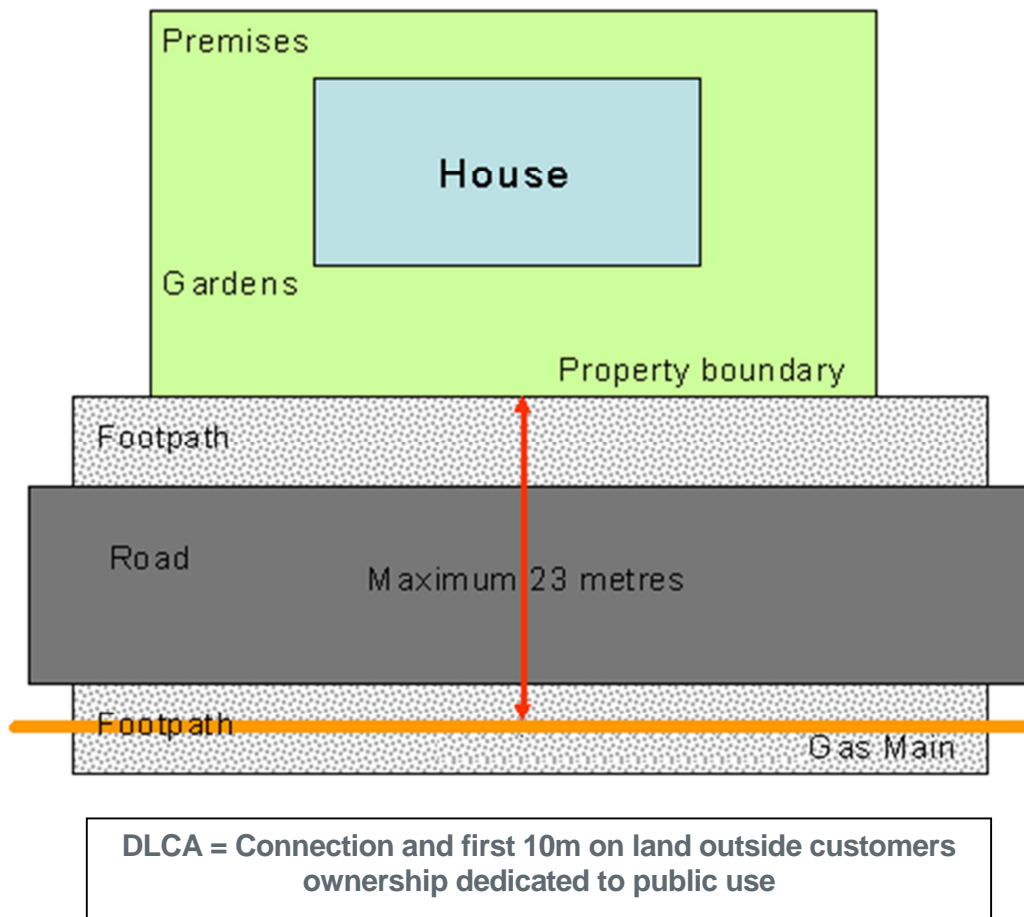 Premises
House
Gardens
Property boundary
Footpath
Road
Maximum 23 metres
Footpath
Gas Main
DLCA = Connection and first 10m on land outside customers
ownership dedicated to public use